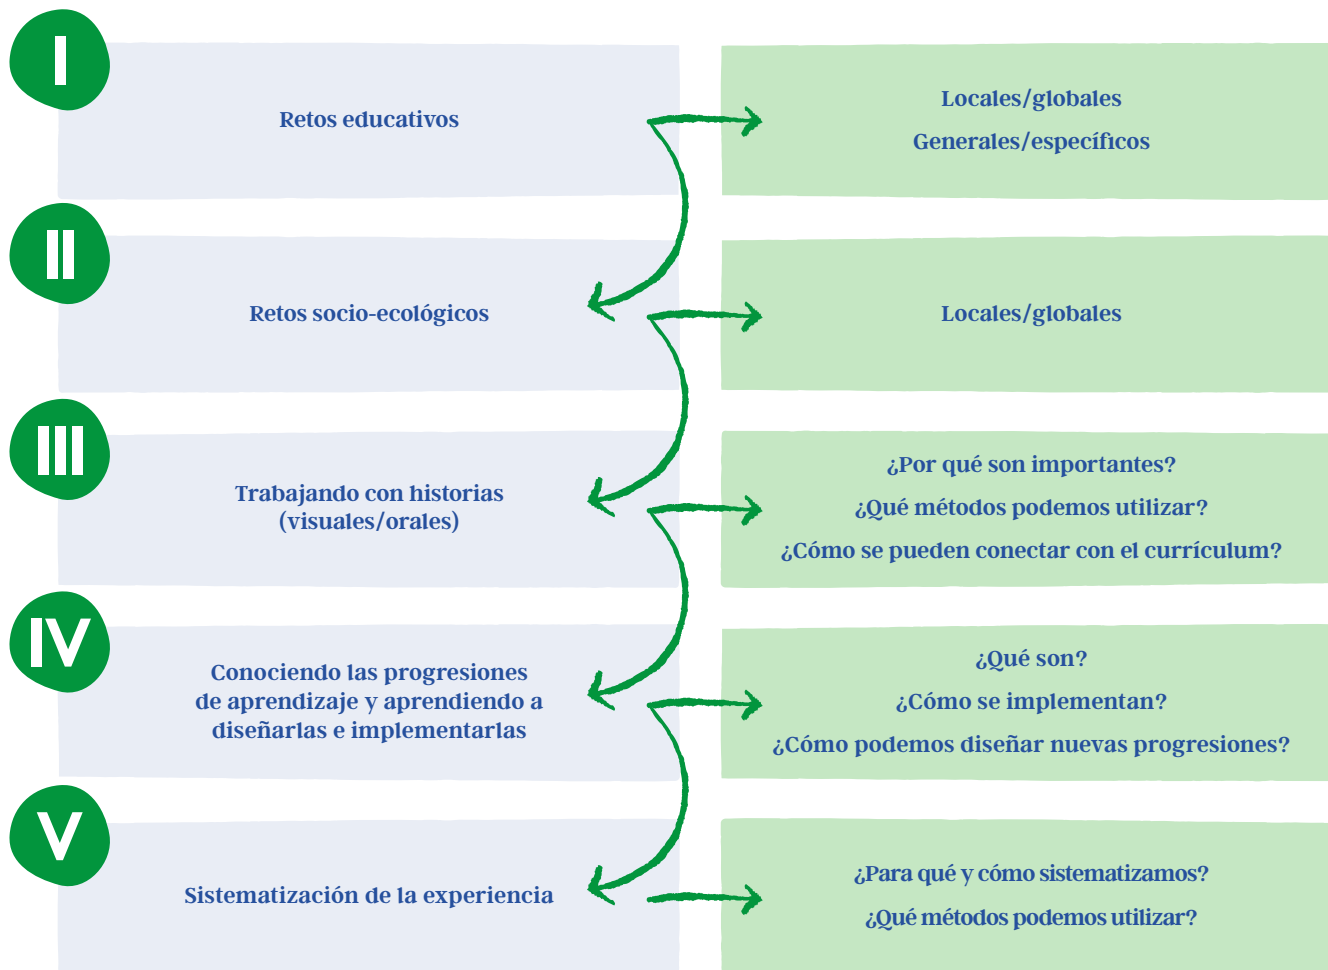 I
Retos educativos
Locales/globales
Generales/específicos
II
Retos socio-ecológicos
Locales/globales
III
Trabajando con historias
(visuales/orales)
¿Por qué son importantes?
¿Qué métodos podemos utilizar?
¿Cómo se pueden conectar con el currículum?
IV
Conociendo las progresiones
de aprendizaje y aprendiendo a
diseñarlas e implementarlas
¿Qué son?
¿Cómo se implementan?
¿Cómo podemos diseñar nuevas progresiones?
V
Sistematización de la experiencia
¿Para qué y cómo sistematizamos?
¿Qué métodos podemos utilizar?